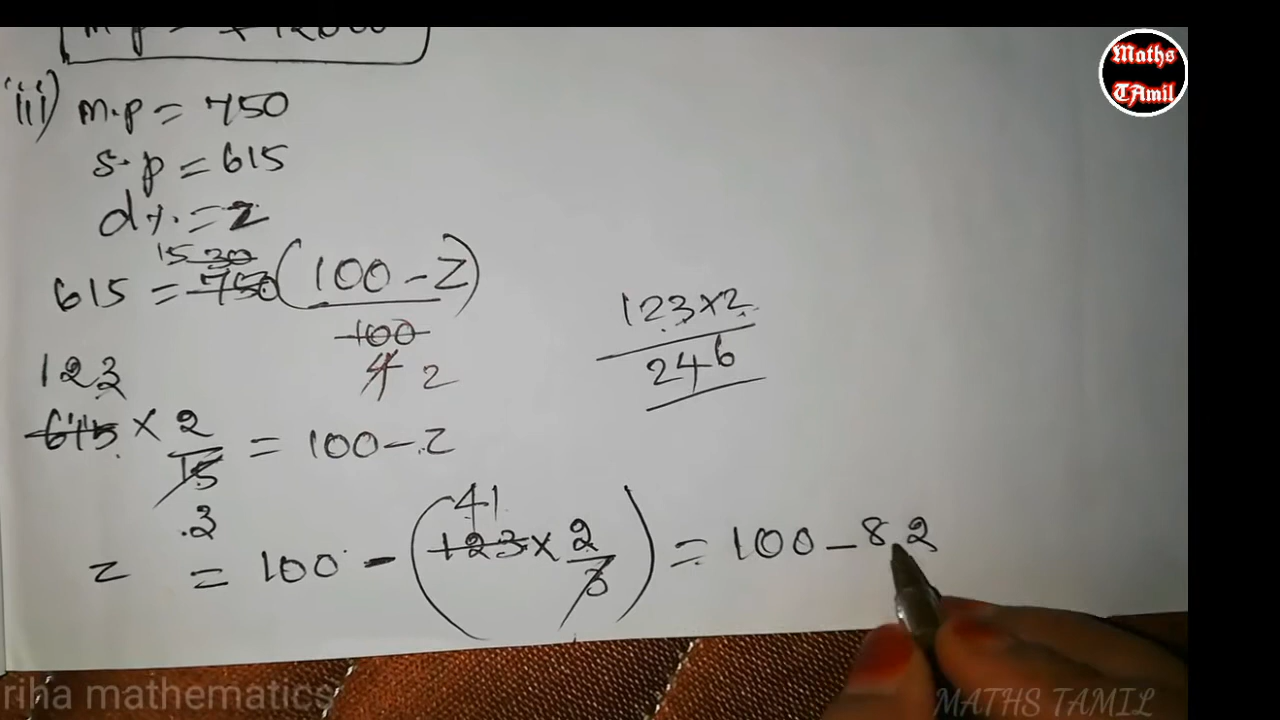 m.p = ₹ 12000
iii) m.p = 750
s.p = 615
d%. = z
15 30
615 = 750 (100 - z)
100
4 2
123
615 × 2/15 = 100 - z
3
41
z = 100 - (123 × 2/3) = 100 - 82
123×2
246
Maths
TAmil
riha mathematics
MATHS TAMIL